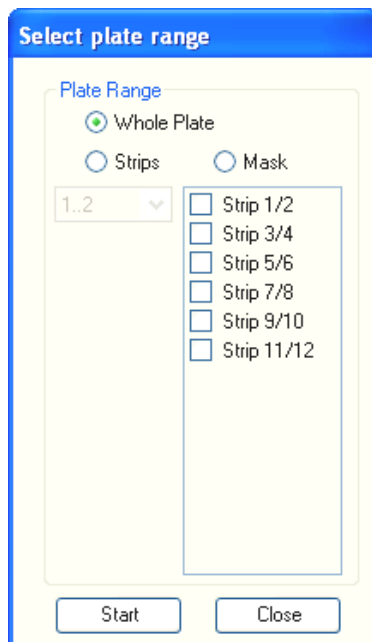 Select plate range
Plate Range
Whole Plate
Strips Mask
1..2
Strip 1/2
Strip 3/4
Strip 5/6
Strip 7/8
Strip 9/10
Strip 11/12
Start Close